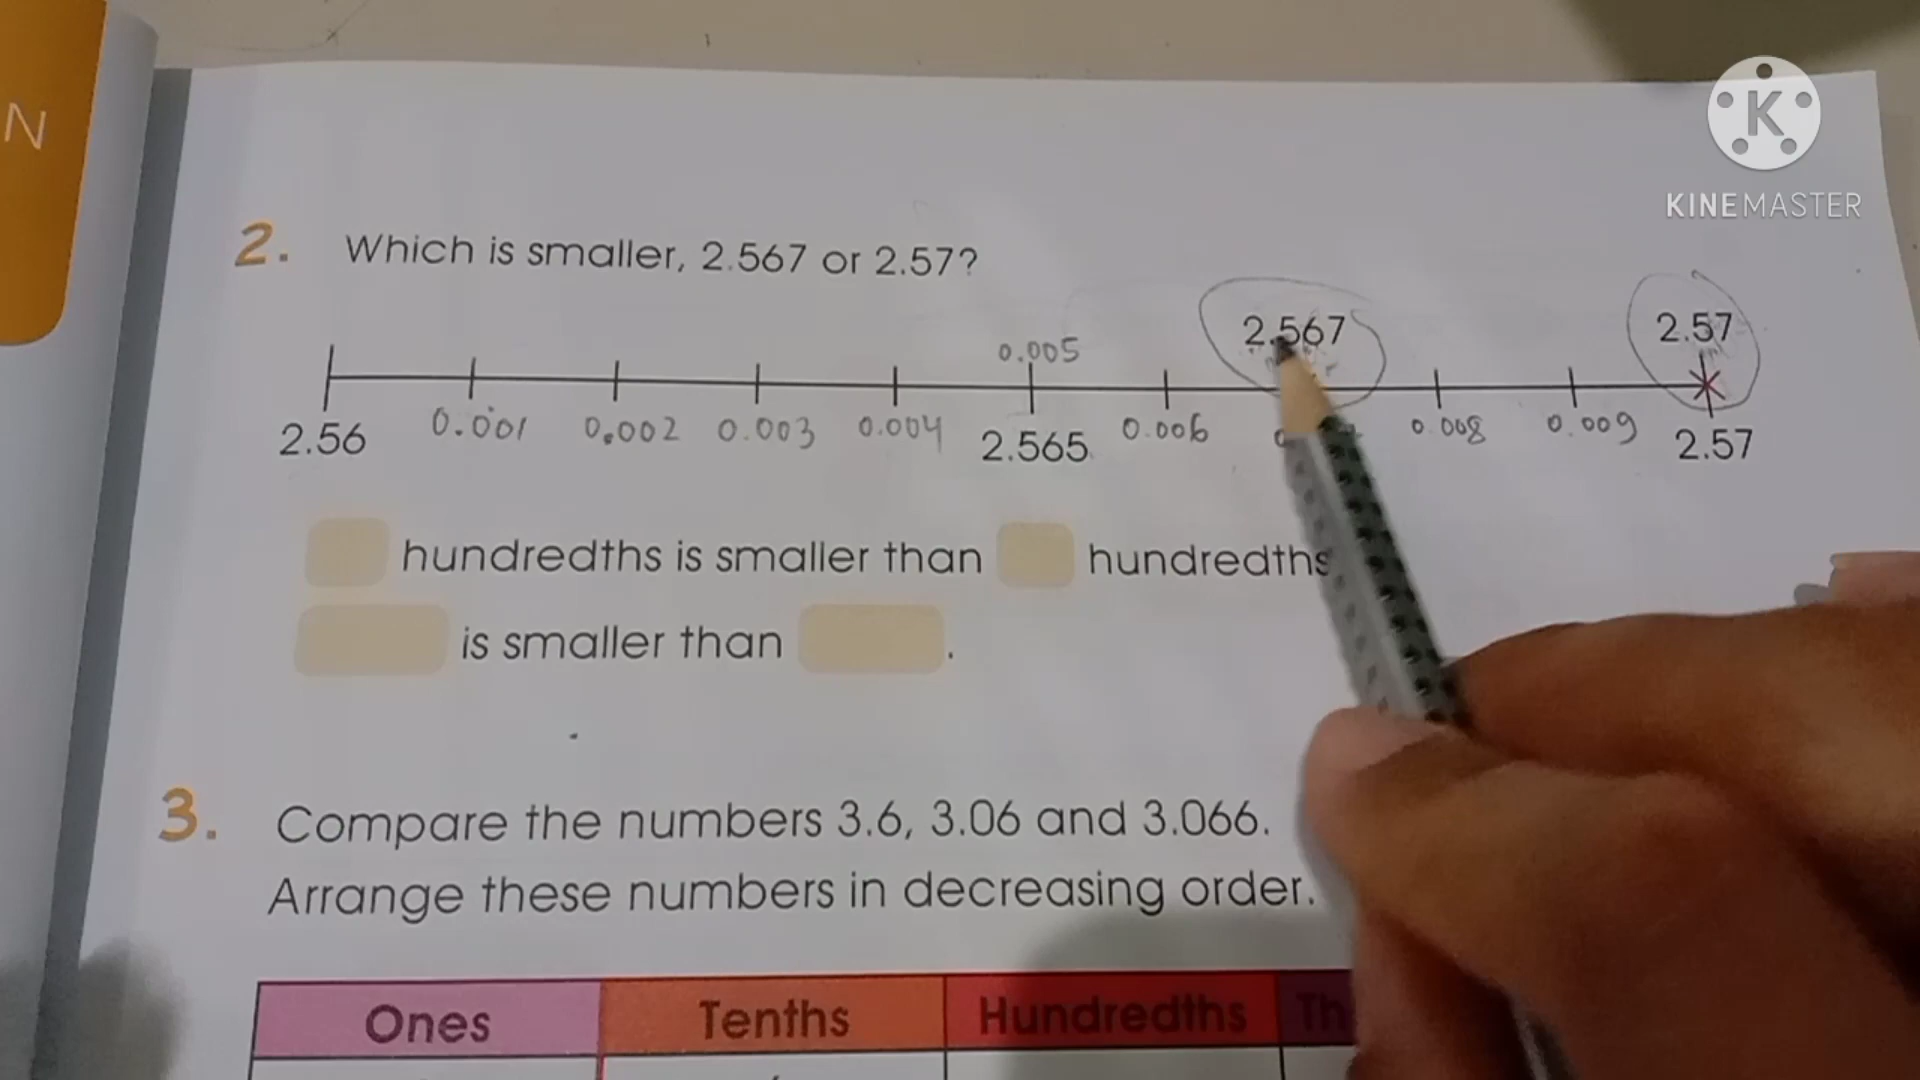 N
K
KINEMASTER
2. Which is smaller, 2.567 or 2.57?
0.005 2.567 2.57
2.56 0.001 0.002 0.003 0.004 2.565 0.006 0.008 0.009 2.57
hundredths is smaller than hundredths
is smaller than .
3. Compare the numbers 3.6, 3.06 and 3.066.
Arrange these numbers in decreasing order.
Ones Tenths Hundredths Th